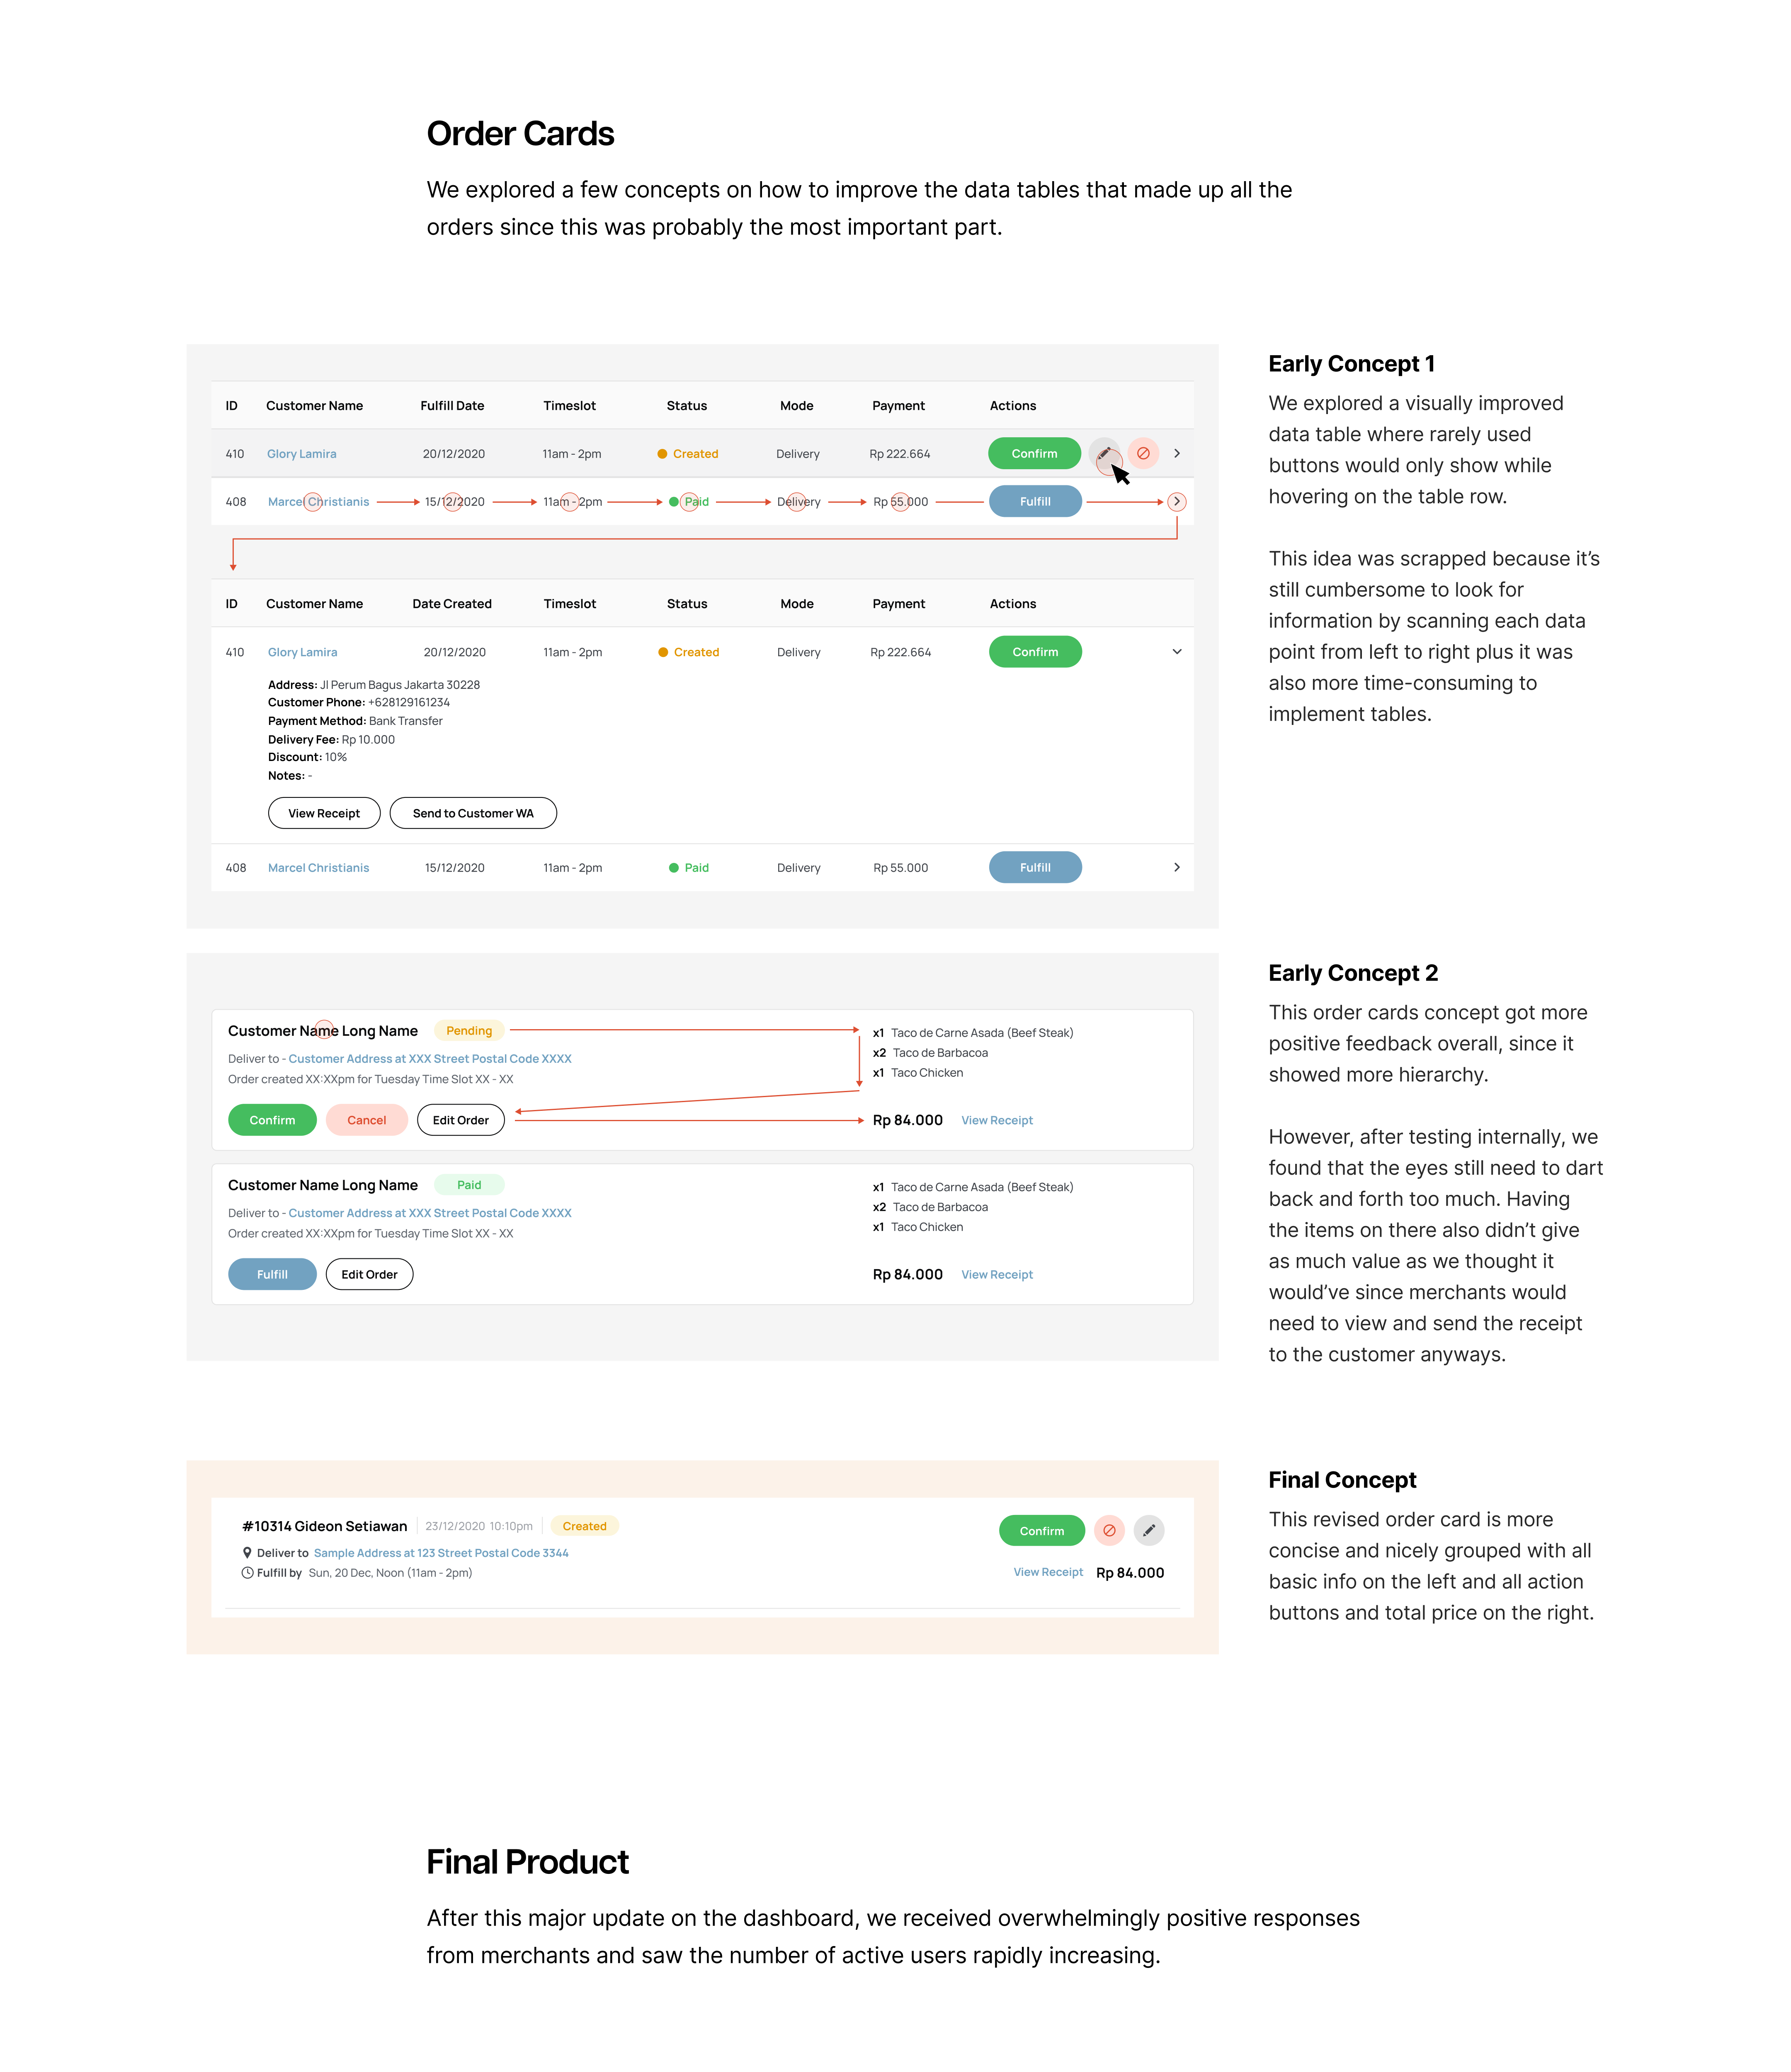 Order Cards
We explored a few concepts on how to improve the data tables that made up all the
orders since this was probably the most important part.
ID Customer Name Fulfill Date Timeslot Status Mode Payment Actions
410 Glory Lamira 20/12/2020 11am - 2pm Created Delivery Rp 222.664 Confirm
408 Marcel Christianis 15/12/2020 11am - 2pm Paid Delivery Rp 55.000 Fulfill
ID Customer Name Date Created Timeslot Status Mode Payment Actions
410 Glory Lamira 20/12/2020 11am - 2pm Created Delivery Rp 222.664 Confirm
Address: Jl Perum Bagus Jakarta 30228
Customer Phone: +628129161234
Payment Method: Bank Transfer
Delivery Fee: Rp 10.000
Discount: 10%
Notes: -
View Receipt Send to Customer WA
408 Marcel Christianis 15/12/2020 11am - 2pm Paid Delivery Rp 55.000 Fulfill
Early Concept 1
We explored a visually improved
data table where rarely used
buttons would only show while
hovering on the table row.
This idea was scrapped because it’s
still cumbersome to look for
information by scanning each data
point from left to right plus it was
also more time-consuming to
implement tables.
Customer Name Long Name Pending
Deliver to - Customer Address at XXX Street Postal Code XXXX
Order created XX:XXpm for Tuesday Time Slot XX - XX
Confirm Cancel Edit Order
x1 Taco de Carne Asada (Beef Steak)
x2 Taco de Barbacoa
x1 Taco Chicken
Rp 84.000 View Receipt
Customer Name Long Name Paid
Deliver to - Customer Address at XXX Street Postal Code XXXX
Order created XX:XXpm for Tuesday Time Slot XX - XX
Fulfill Edit Order
x1 Taco de Carne Asada (Beef Steak)
x2 Taco de Barbacoa
x1 Taco Chicken
Rp 84.000 View Receipt
Early Concept 2
This order cards concept got more
positive feedback overall, since it
showed more hierarchy.
However, after testing internally, we
found that the eyes still need to dart
back and forth too much. Having
the items on there also didn’t give
as much value as we thought it
would’ve since merchants would
need to view and send the receipt
to the customer anyways.
#10314 Gideon Setiawan 23/12/2020 10:10pm Created
Deliver to Sample Address at 123 Street Postal Code 3344
Fulfill by Sun, 20 Dec, Noon (11am - 2pm)
Confirm
View Receipt Rp 84.000
Final Concept
This revised order card is more
concise and nicely grouped with all
basic info on the left and all action
buttons and total price on the right.
Final Product
After this major update on the dashboard, we received overwhelmingly positive responses
from merchants and saw the number of active users rapidly increasing.